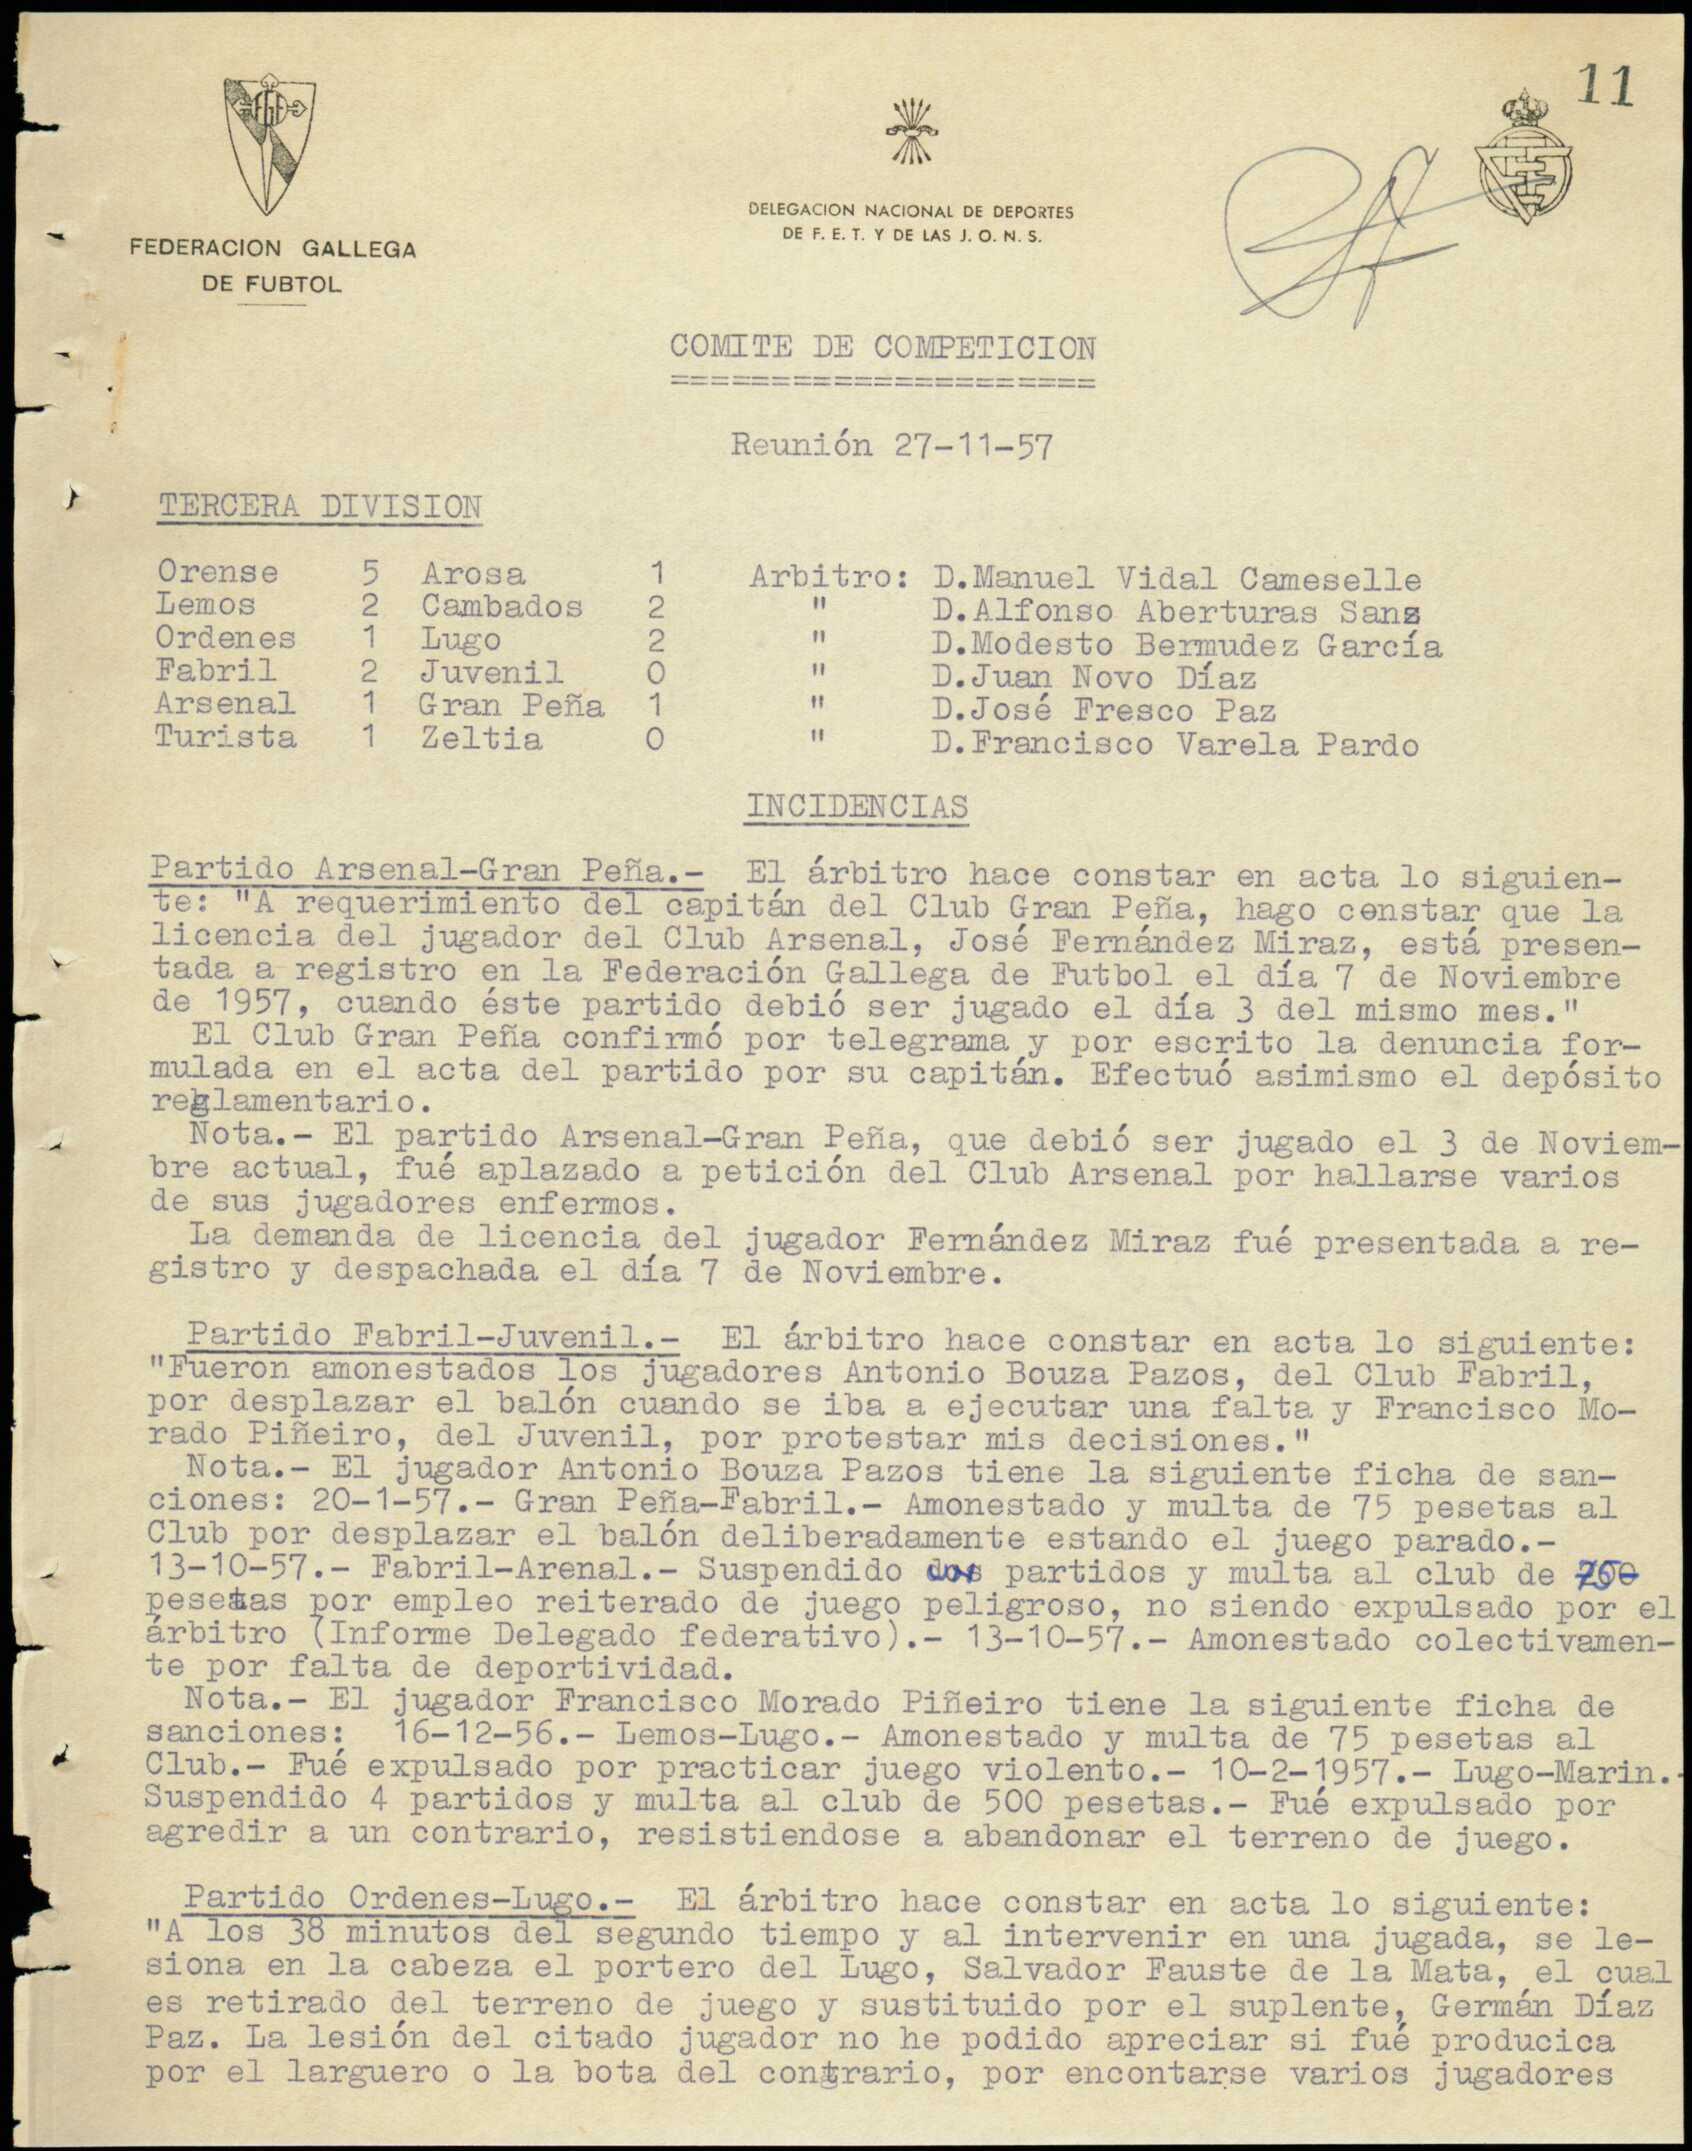 11
FEDERACION GALLEGA
DE FUBTOL
DELEGACION NACIONAL DE DEPORTES
DE F. E. T. Y DE LAS J. O. N. S.
COMITE DE COMPETICION
=====================
Reunión 27-11-57
TERCERA DIVISION
Orense 5 Arosa 1 Arbitro: D.Manuel Vidal Cameselle
Lemos 2 Cambados 2 " D.Alfonso Aberturas Sanz
Ordenes 1 Lugo 2 " D.Modesto Bermudez García
Fabril 2 Juvenil 0 " D.Juan Novo Díaz
Arsenal 1 Gran Peña 1 " D.José Fresco Paz
Turista 1 Zeltia 0 " D.Francisco Varela Pardo
INCIDENCIAS
Partido Arsenal-Gran Peña.- El árbitro hace constar en acta lo siguien-
te: "A requerimiento del capitán del Club Gran Peña, hago constar que la
licencia del jugador del Club Arsenal, José Fernández Miraz, está presen-
tada a registro en la Federación Gallega de Futbol el día 7 de Noviembre
de 1957, cuando éste partido debió ser jugado el día 3 del mismo mes."
El Club Gran Peña confirmó por telegrama y por escrito la denuncia for-
mulada en el acta del partido por su capitán. Efectuó asimismo el depósito
reglamentario.
Nota.- El partido Arsenal-Gran Peña, que debió ser jugado el 3 de Noviem-
bre actual, fué aplazado a petición del Club Arsenal por hallarse varios
de sus jugadores enfermos.
La demanda de licencia del jugador Fernández Miraz fué presentada a re-
gistro y despachada el día 7 de Noviembre.
Partido Fabril-Juvenil.- El árbitro hace constar en acta lo siguiente:
"Fueron amonestados los jugadores Antonio Bouza Pazos, del Club Fabril,
por desplazar el balón cuando se iba a ejecutar una falta y Francisco Mo-
rado Piñeiro, del Juvenil, por protestar mis decisiones."
Nota.- El jugador Antonio Bouza Pazos tiene la siguiente ficha de san-
ciones: 20-1-57.- Gran Peña-Fabril.- Amonestado y multa de 75 pesetas al
Club por desplazar el balón deliberadamente estando el juego parado.-
13-10-57.- Fabril-Arenal.- Suspendido dos partidos y multa al club de
pesetas por empleo reiterado de juego peligroso, no siendo expulsado por el
árbitro (Informe Delegado federativo).- 13-10-57.- Amonestado colectivamen-
te por falta de deportividad.
Nota.- El jugador Francisco Morado Piñeiro tiene la siguiente ficha de
sanciones: 16-12-56.- Lemos-Lugo.- Amonestado y multa de 75 pesetas al
Club.- Fué expulsado por practicar juego violento.- 10-2-1957.- Lugo-Marin.-
Suspendido 4 partidos y multa al club de 500 pesetas.- Fué expulsado por
agredir a un contrario, resistiendose a abandonar el terreno de juego.
Partido Ordenes-Lugo.- El árbitro hace constar en acta lo siguiente:
"A los 38 minutos del segundo tiempo y al intervenir en una jugada, se le-
siona en la cabeza el portero del Lugo, Salvador Fauste de la Mata, el cual
es retirado del terreno de juego y sustituido por el suplente, Germán Díaz
Paz. La lesión del citado jugador no he podido apreciar si fué producica
por el larguero o la bota del contrario, por encontarse varios jugadores